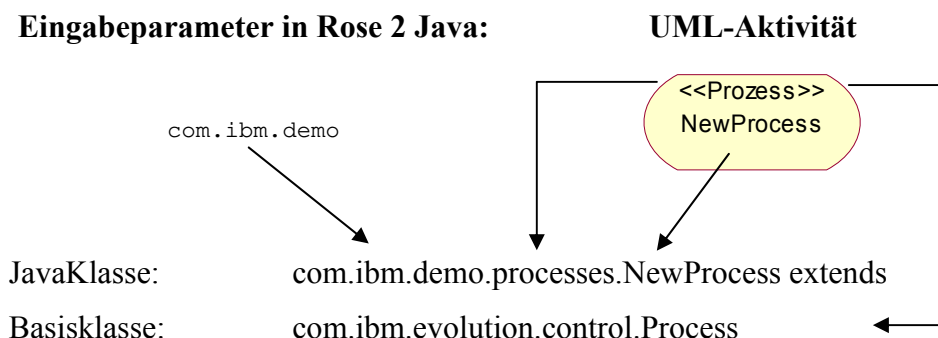 Eingabeparameter in Rose 2 Java: UML-Aktivität
<<Prozess>>
NewProcess
com.ibm.demo
JavaKlasse: com.ibm.demo.processes.NewProcess extends
Basisklasse: com.ibm.evolution.control.Process